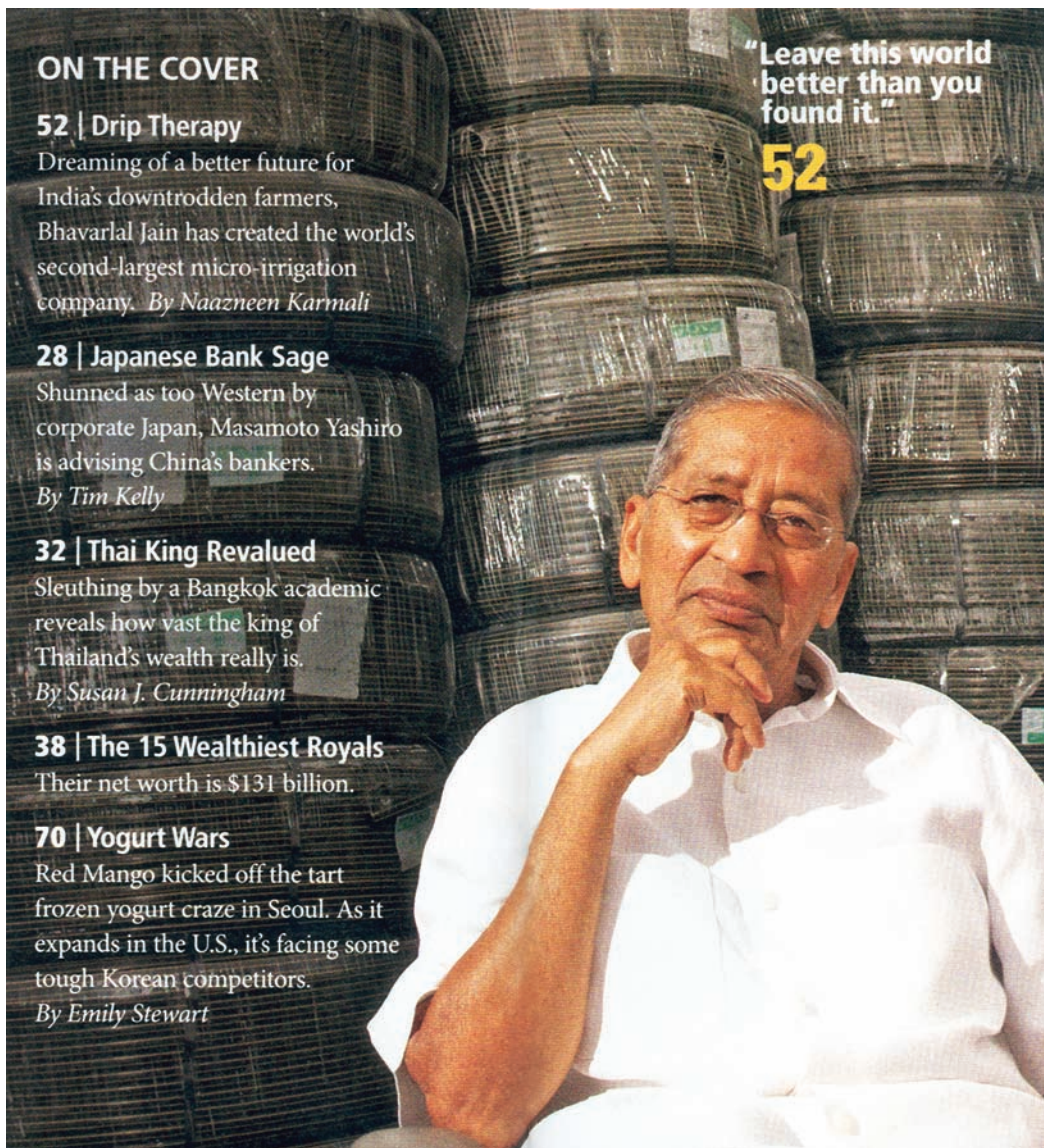 ON THE COVER
52 | Drip Therapy
Dreaming of a better future for
India's downtrodden farmers,
Bhavarlal Jain has created the world's
second-largest micro-irrigation
company. By Naazneen Karmali
28 | Japanese Bank Sage
Shunned as too Western by
corporate Japan, Masamoto Yashiro
is advising China's bankers.
By Tim Kelly
32 | Thai King Revalued
Sleuthing by a Bangkok academic
reveals how vast the king of
Thailand's wealth really is.
By Susan J. Cunningham
38 | The 15 Wealthiest Royals
Their net worth is $131 billion.
70 | Yogurt Wars
Red Mango kicked off the tart
frozen yogurt craze in Seoul. As it
expands in the U.S., it's facing some
tough Korean competitors.
By Emily Stewart
"Leave this world
better than you
found it."
52